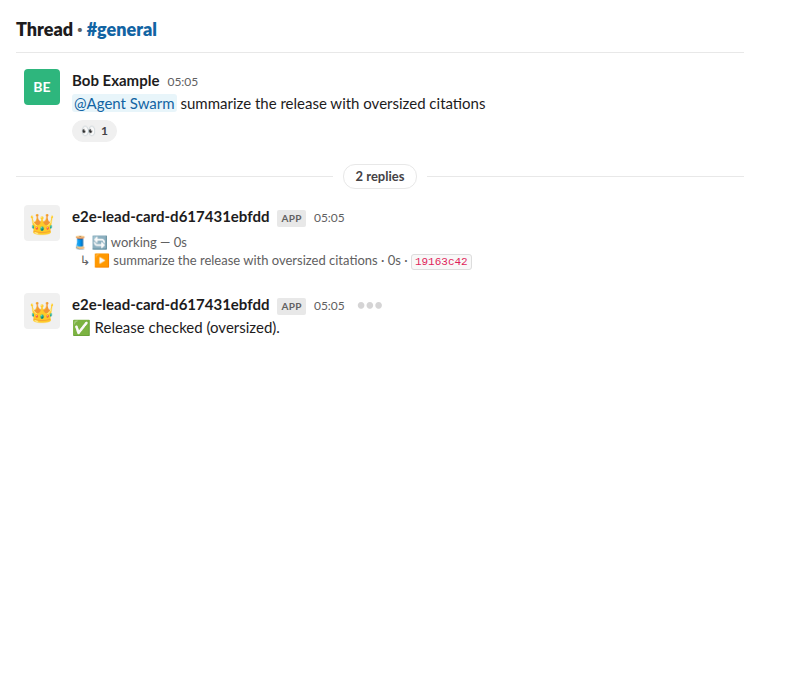 Thread • #general
BE
Bob Example 05:05
@Agent Swarm summarize the release with oversized citations
👀 1
2 replies
e2e-lead-card-d617431ebfdd APP 05:05
🧵 🔄 working — 0s
↳ ▶️ summarize the release with oversized citations · 0s · 19163c42
e2e-lead-card-d617431ebfdd APP 05:05
✅ Release checked (oversized).